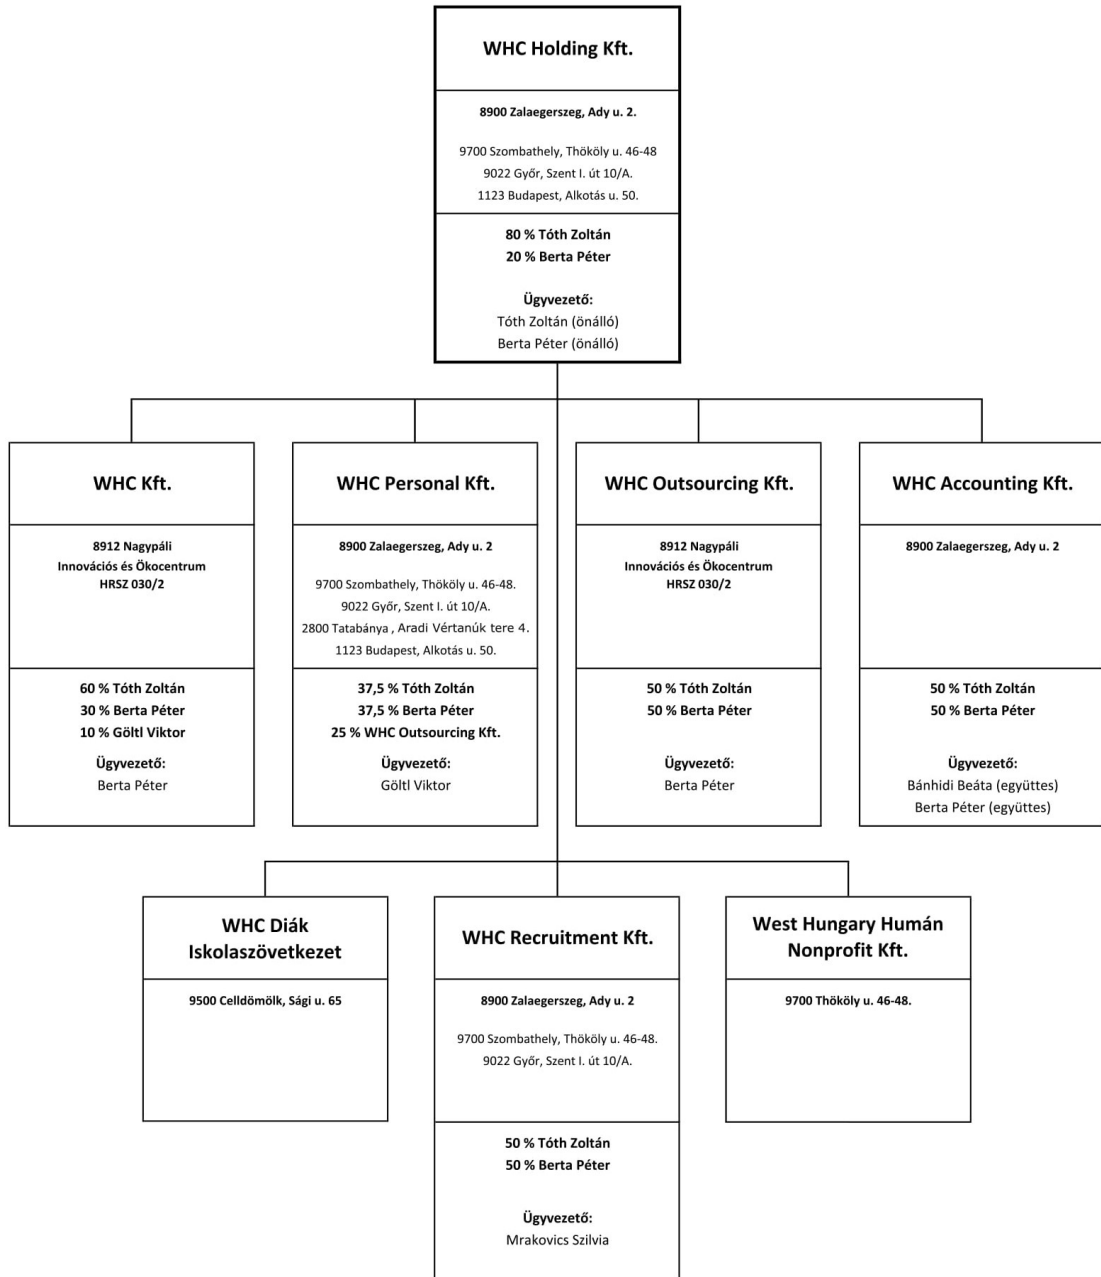 WHC Holding Kft.
8900 Zalaegerszeg, Ady u. 2.
9700 Szombathely, Thököly u. 46-48
9022 Győr, Szent I. út 10/A.
1123 Budapest, Alkotás u. 50.
80 % Tóth Zoltán
20 % Berta Péter
Ügyvezető:
Tóth Zoltán (önálló)
Berta Péter (önálló)
WHC Kft.
8912 Nagypáli
Innovációs és Ökocentrum
HRSZ 030/2
60 % Tóth Zoltán
30 % Berta Péter
10 % Göltl Viktor
Ügyvezető:
Berta Péter
WHC Personal Kft.
8900 Zalaegerszeg, Ady u. 2
9700 Szombathely, Thököly u. 46-48.
9022 Győr, Szent I. út 10/A.
2800 Tatabánya , Aradi Vértanúk tere 4.
1123 Budapest, Alkotás u. 50.
37,5 % Tóth Zoltán
37,5 % Berta Péter
25 % WHC Outsourcing Kft.
Ügyvezető:
Göltl Viktor
WHC Outsourcing Kft.
8912 Nagypáli
Innovációs és Ökocentrum
HRSZ 030/2
50 % Tóth Zoltán
50 % Berta Péter
Ügyvezető:
Berta Péter
WHC Accounting Kft.
8900 Zalaegerszeg, Ady u. 2
50 % Tóth Zoltán
50 % Berta Péter
Ügyvezető:
Bánhidi Beáta (együttes)
Berta Péter (együttes)
WHC Diák
Iskolaszövetkezet
9500 Celldömölk, Sági u. 65
WHC Recruitment Kft.
8900 Zalaegerszeg, Ady u. 2
9700 Szombathely, Thököly u. 46-48.
9022 Győr, Szent I. út 10/A.
50 % Tóth Zoltán
50 % Berta Péter
Ügyvezető:
Mrakovics Szilvia
West Hungary Humán
Nonprofit Kft.
9700 Thököly u. 46-48.